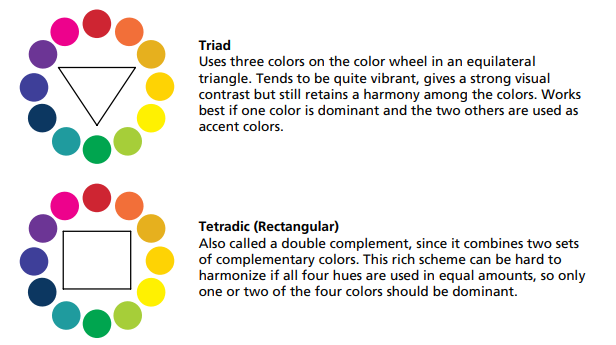 Triad
Uses three colors on the color wheel in an equilateral
triangle. Tends to be quite vibrant, gives a strong visual
contrast but still retains a harmony among the colors. Works
best if one color is dominant and the two others are used as
accent colors.
Tetradic (Rectangular)
Also called a double complement, since it combines two sets
of complementary colors. This rich scheme can be hard to
harmonize if all four hues are used in equal amounts, so only
one or two of the four colors should be dominant.